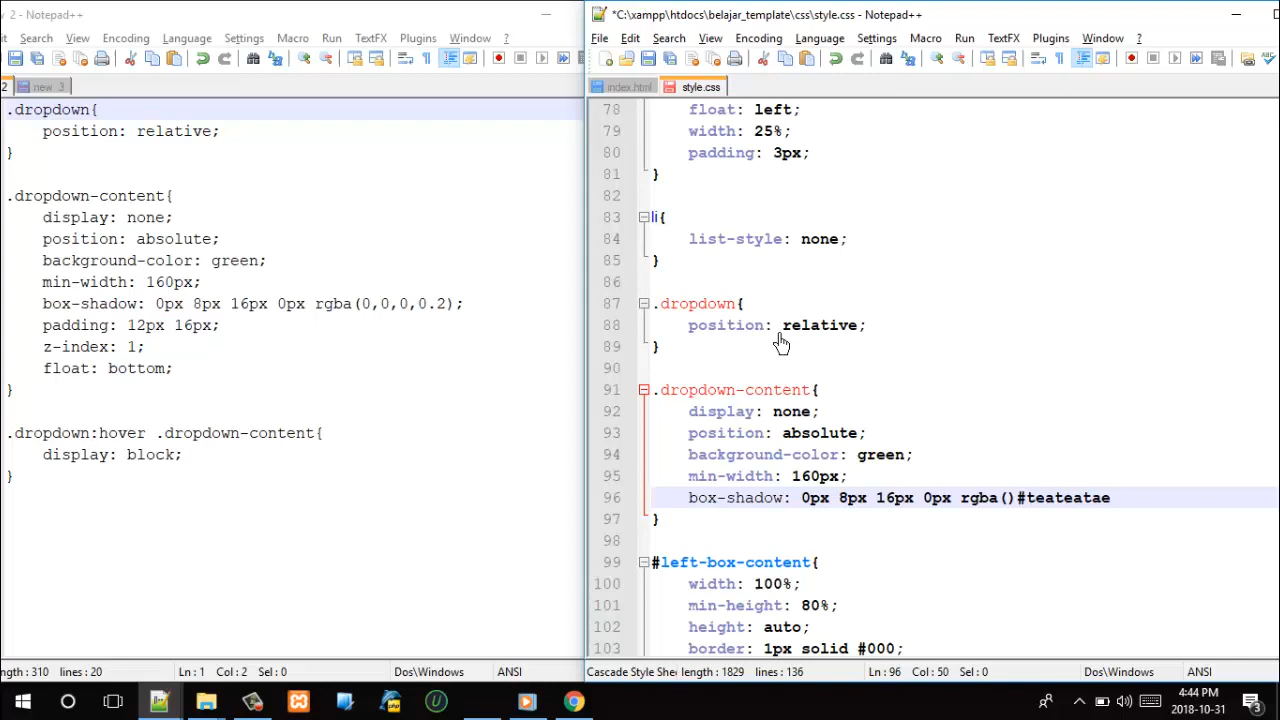 w 2 - Notepad++
it Search View Encoding Language Settings Macro Run TextFX Plugins Window ?
2 new 3
.dropdown{
position: relative;
}
.dropdown-content{
display: none;
position: absolute;
background-color: green;
min-width: 160px;
box-shadow: 0px 8px 16px 0px rgba(0,0,0,0.2);
padding: 12px 16px;
z-index: 1;
float: bottom;
}
.dropdown:hover .dropdown-content{
display: block;
}
length : 310 lines : 20 Ln : 1 Col : 2 Sel : 0 Dos\Windows ANSI
*C:\xampp\htdocs\belajar_template\css\style.css - Notepad++
File Edit Search View Encoding Language Settings Macro Run TextFX Plugins Window ?
index.html style.css
78 float: left;
79 width: 25%;
80 padding: 3px;
81 }
82
83 li{
84 list-style: none;
85 }
86
87 .dropdown{
88 position: relative;
89 }
90
91 .dropdown-content{
92 display: none;
93 position: absolute;
94 background-color: green;
95 min-width: 160px;
96 box-shadow: 0px 8px 16px 0px rgba()#teateatae
97 }
98
99 #left-box-content{
100 width: 100%;
101 min-height: 80%;
102 height: auto;
103 border: 1px solid #000;
Cascade Style She length : 1829 lines : 136 Ln : 96 Col : 50 Sel : 0 Dos\Windows ANSI
4:44 PM
2018-10-31
3